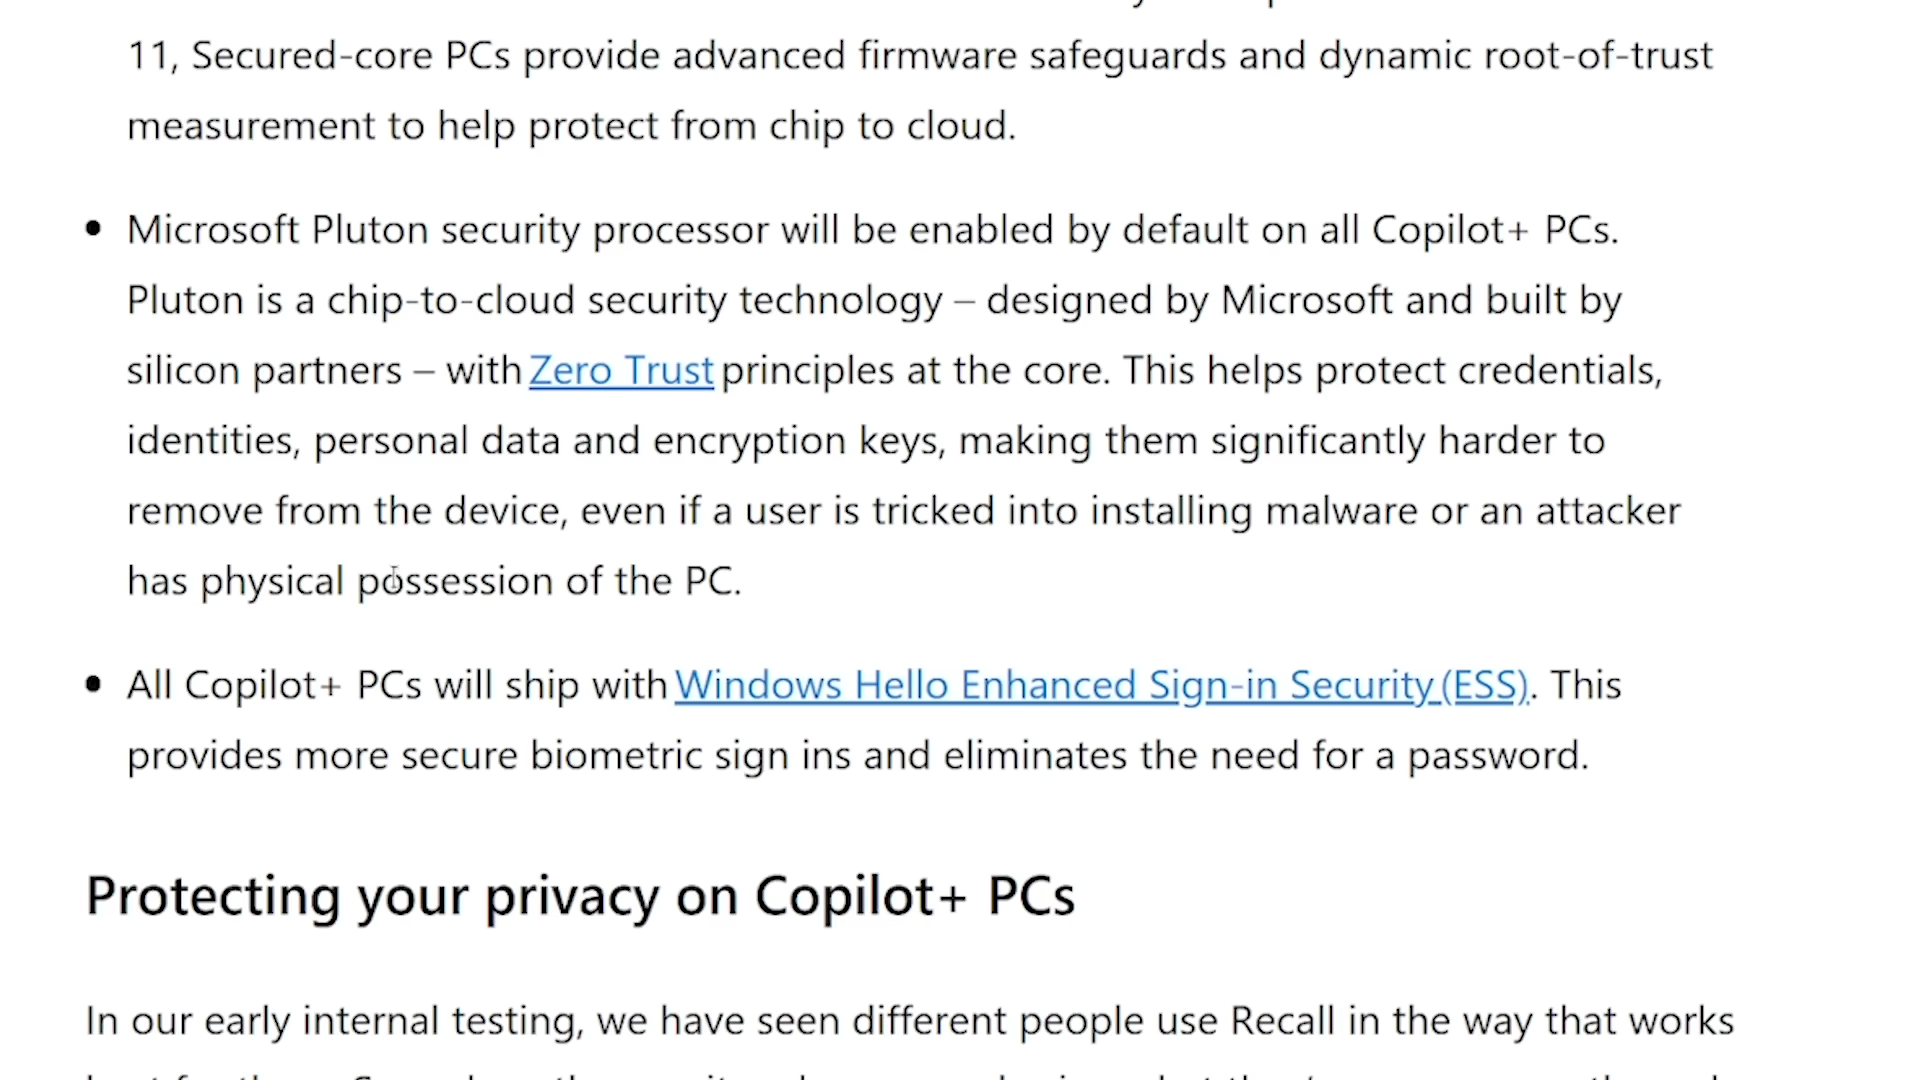 11, Secured-core PCs provide advanced firmware safeguards and dynamic root-of-trust
measurement to help protect from chip to cloud.
• Microsoft Pluton security processor will be enabled by default on all Copilot+ PCs.
Pluton is a chip-to-cloud security technology – designed by Microsoft and built by
silicon partners – with Zero Trust principles at the core. This helps protect credentials,
identities, personal data and encryption keys, making them significantly harder to
remove from the device, even if a user is tricked into installing malware or an attacker
has physical possession of the PC.
• All Copilot+ PCs will ship with Windows Hello Enhanced Sign-in Security (ESS). This
provides more secure biometric sign ins and eliminates the need for a password.
Protecting your privacy on Copilot+ PCs
In our early internal testing, we have seen different people use Recall in the way that works